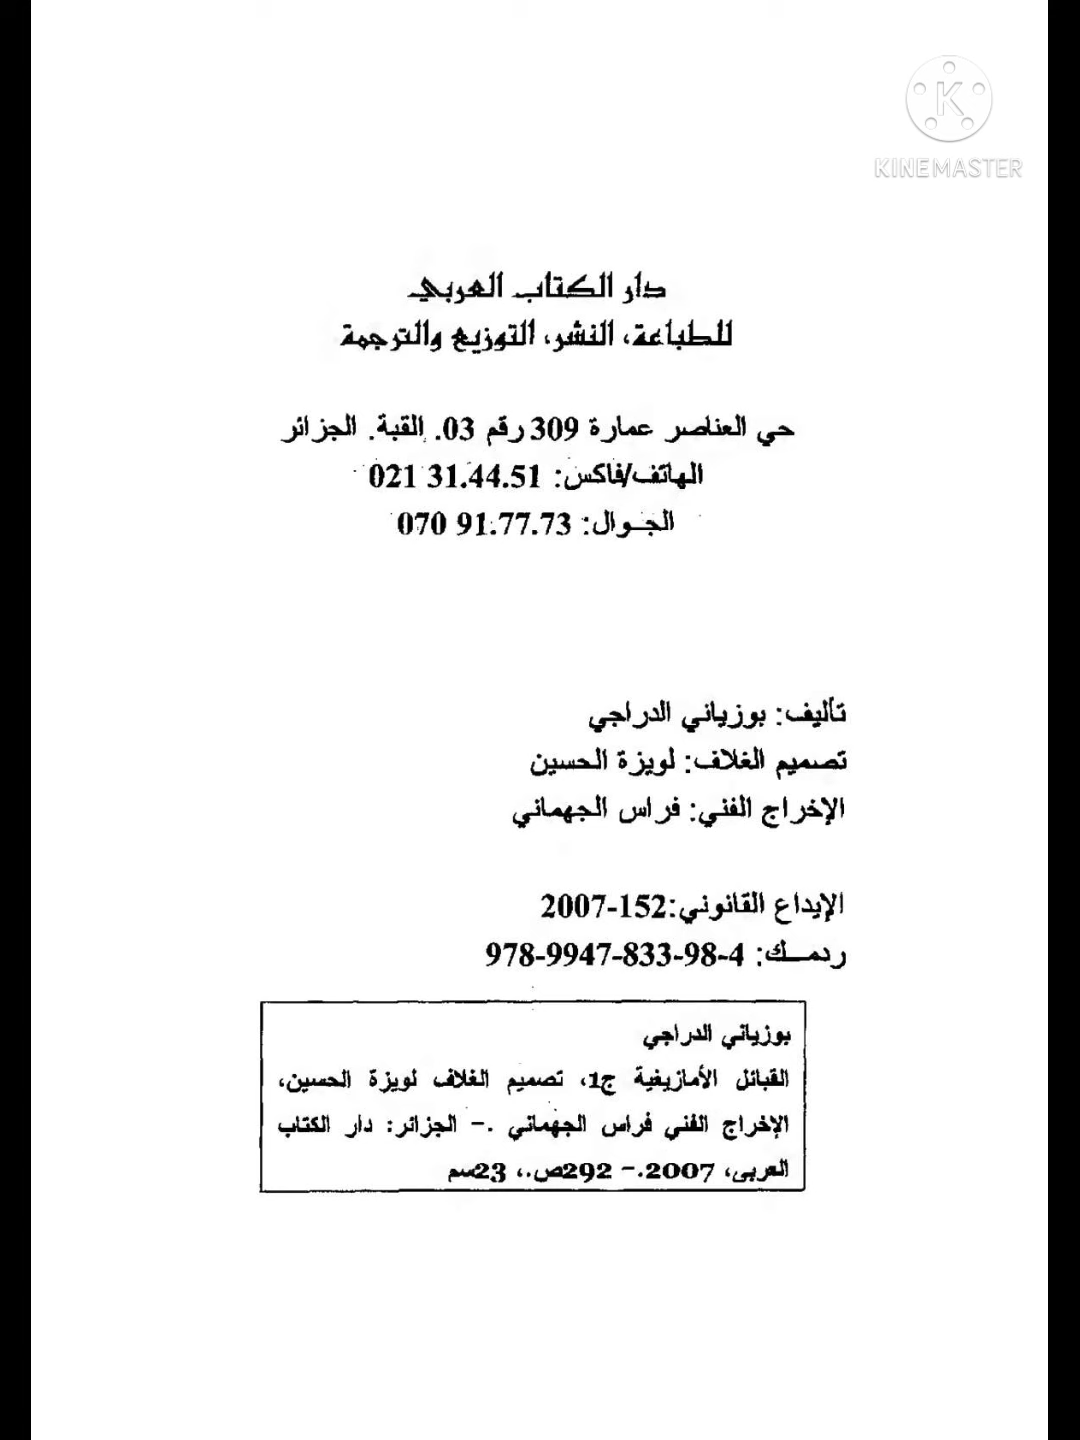 KINEMASTER
دار الكتاب العربي
للطباعة، النشر، التوزيع والترجمة
حي العناصر عمارة 309 رقم 03. القبة. الجزائر
الهاتف/فاكس: 021 31.44.51
الجوال: 070 91.77.73
تأليف: بوزياني الدراجي
تصميم الغلاف: لويزة الحسين
الإخراج الفني: فراس الجهماني
الإيداع القانوني:152-2007
ردمك: 978-9947-833-98-4
بوزياني الدراجي
القبائل الأمازيغية ج1، تصميم الغلاف لويزة الحسين،
الإخراج الفني فراس الجهماني .- الجزائر: دار الكتاب
العربى، 2007.- 292ص.، 23سم